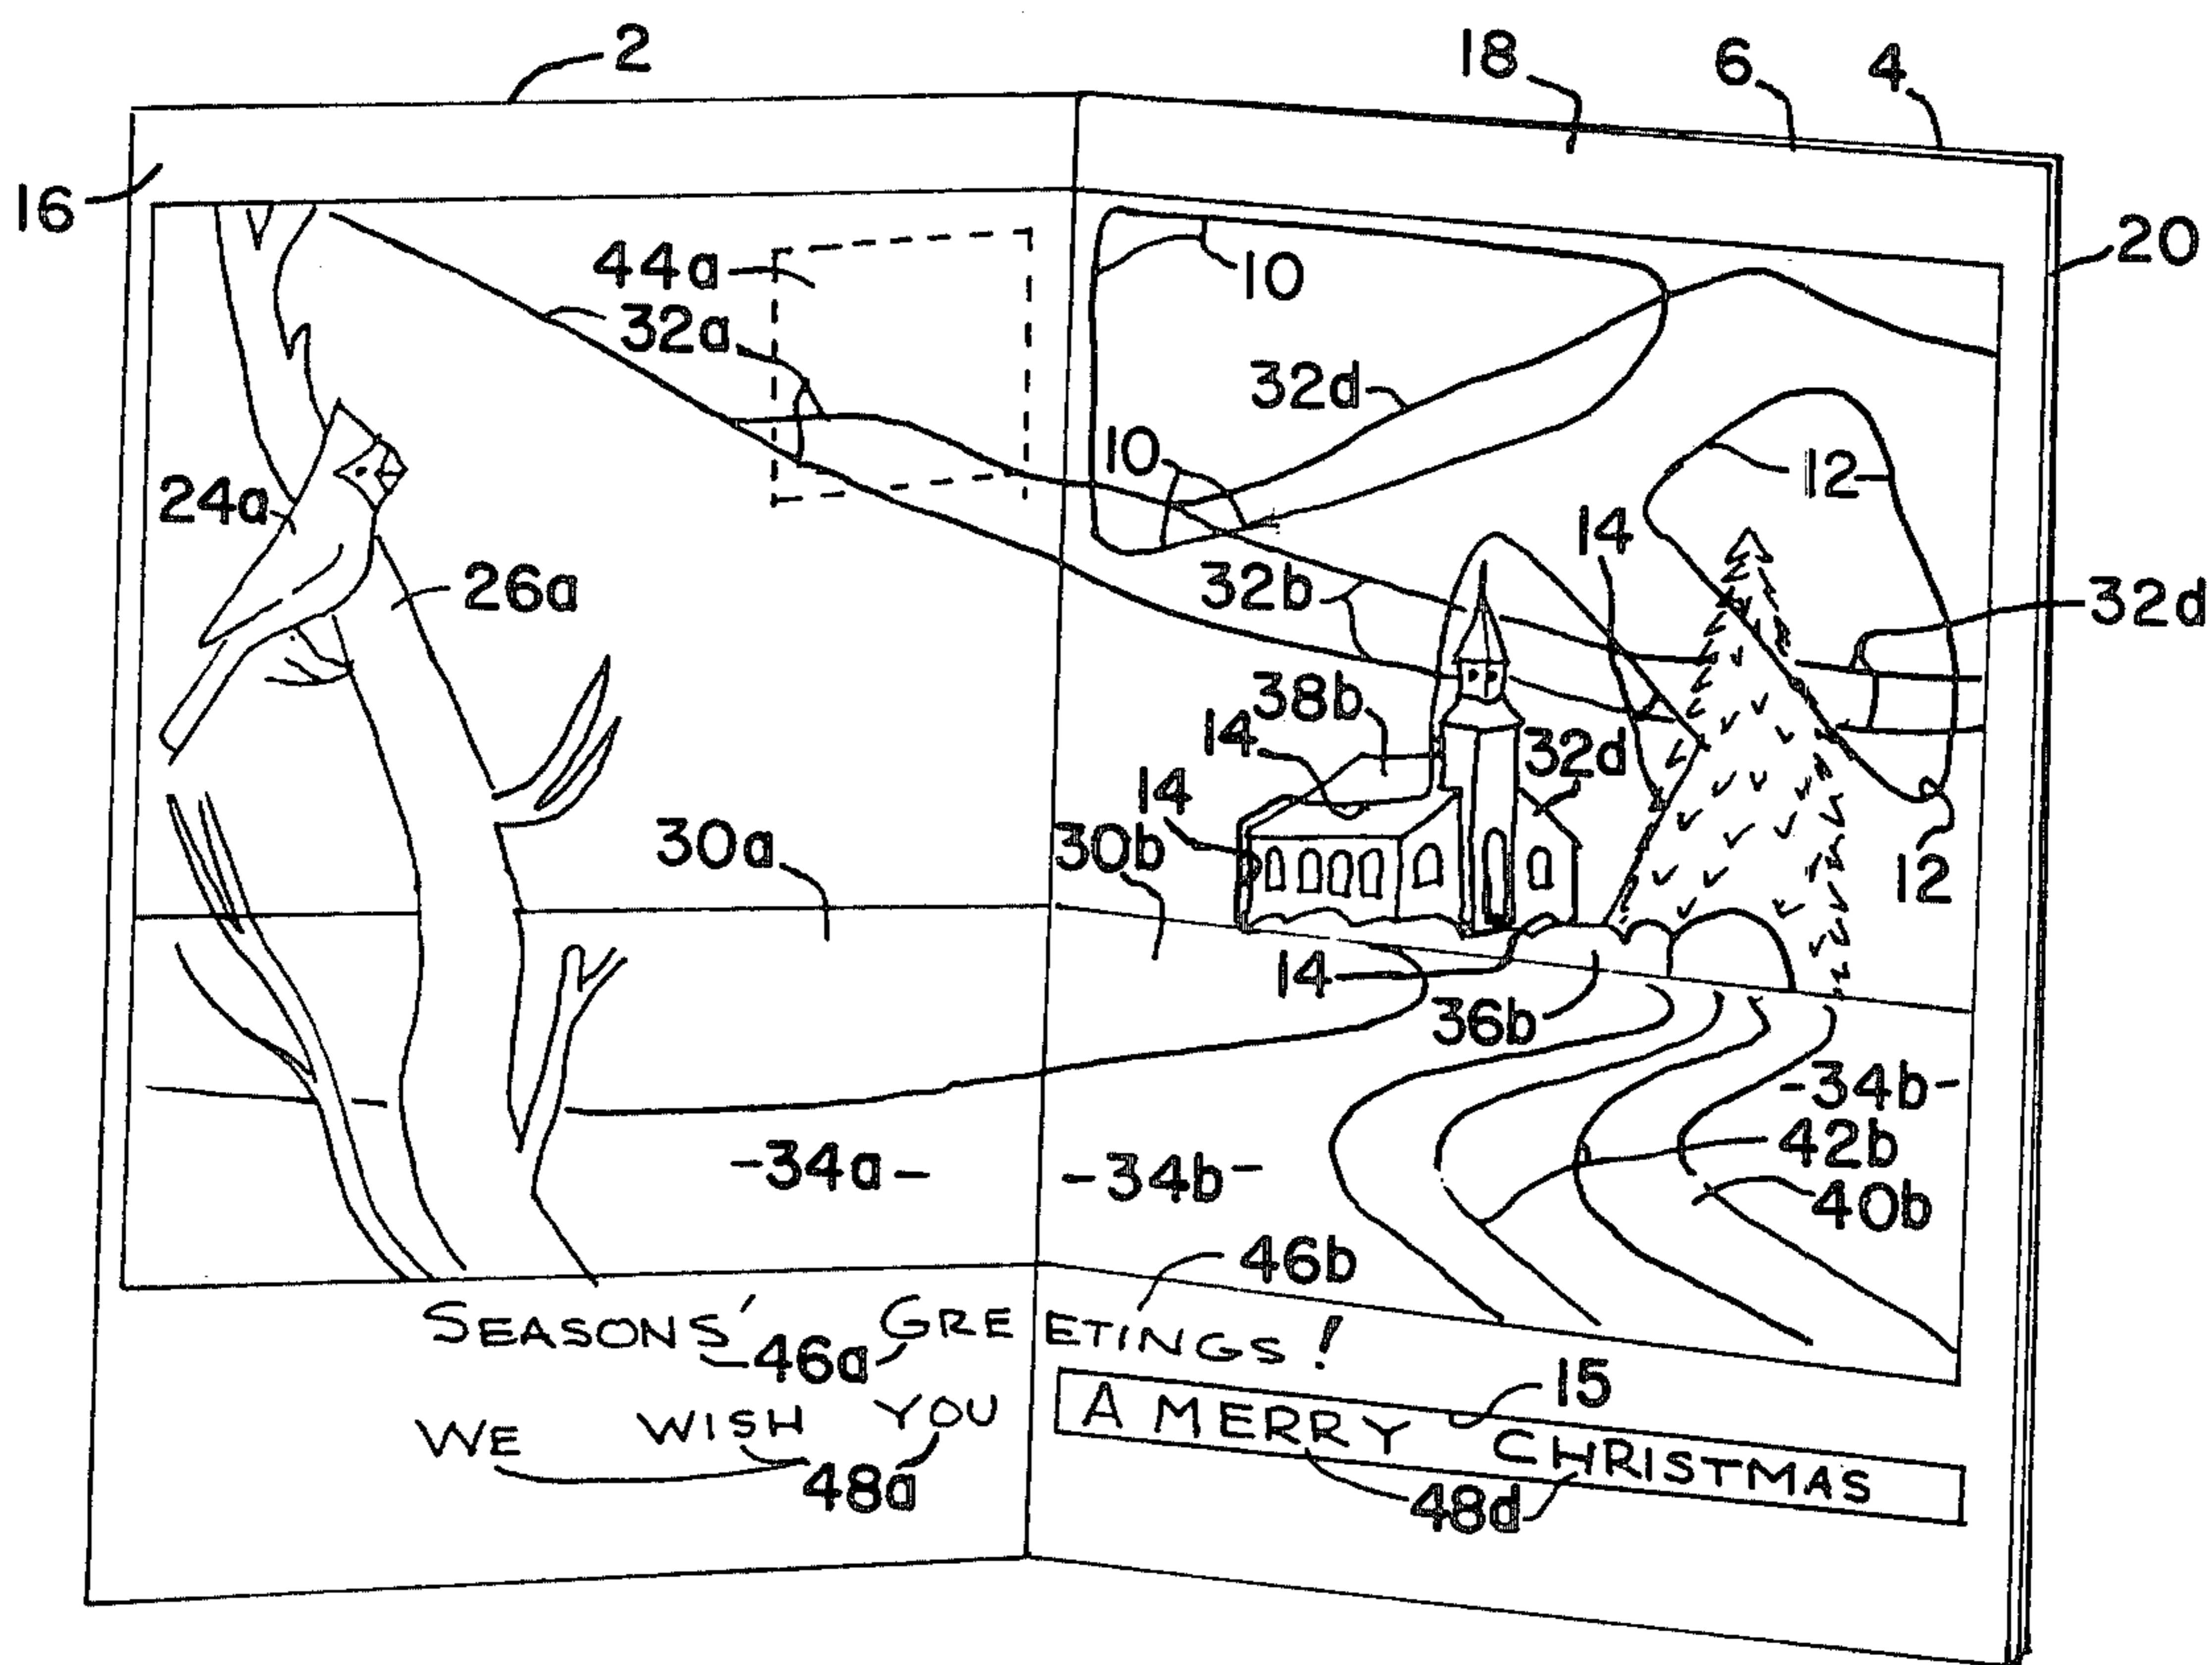 2
18
6
4
16
20
44a
10
32a
32d
10
12
24a
14
26a
32b
32d
38b
14
32d
14
30a
30b
12
14
36b
-34b-
42b
-34a-
-34b-
40b
46b
SEASONS' GREETINGS!
46a
15
WE WISH YOU A MERRY CHRISTMAS
48a
48d